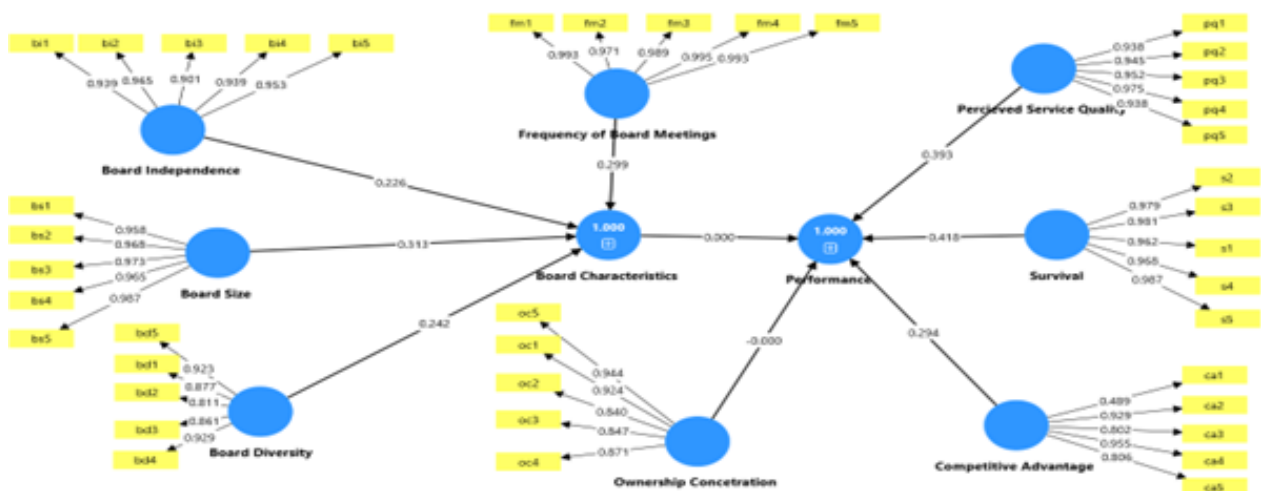 bi1 bi2 bi3 bi4 bi5
0.939 0.965 0.901 0.939 0.953
Board Independence
fm1 fm2 fm3 fm4 fm5
0.993 0.971 0.989 0.995 0.993
Frequency of Board Meetings
pq1
pq2
pq3
pq4
pq5
0.938
0.945
0.952
0.975
0.938
Percieved Service Quality
0.226
0.299
0.393
bs1
bs2
bs3
bs4
bs5
0.958
0.968
0.973
0.965
0.987
Board Size
0.313
1.000
Board Characteristics
0.000
1.000
Performance
0.418
Survival
s2
s3
s1
s4
s5
0.979
0.981
0.962
0.968
0.987
bd5
bd1
bd2
bd3
bd4
0.923
0.877
0.811
0.861
0.929
Board Diversity
0.242
oc5
oc1
oc2
oc3
oc4
0.944
0.924
0.840
0.847
0.871
Ownership Concetration
-0.000
0.294
Competitive Advantage
ca1
ca2
ca3
ca4
ca5
0.489
0.929
0.802
0.955
0.806